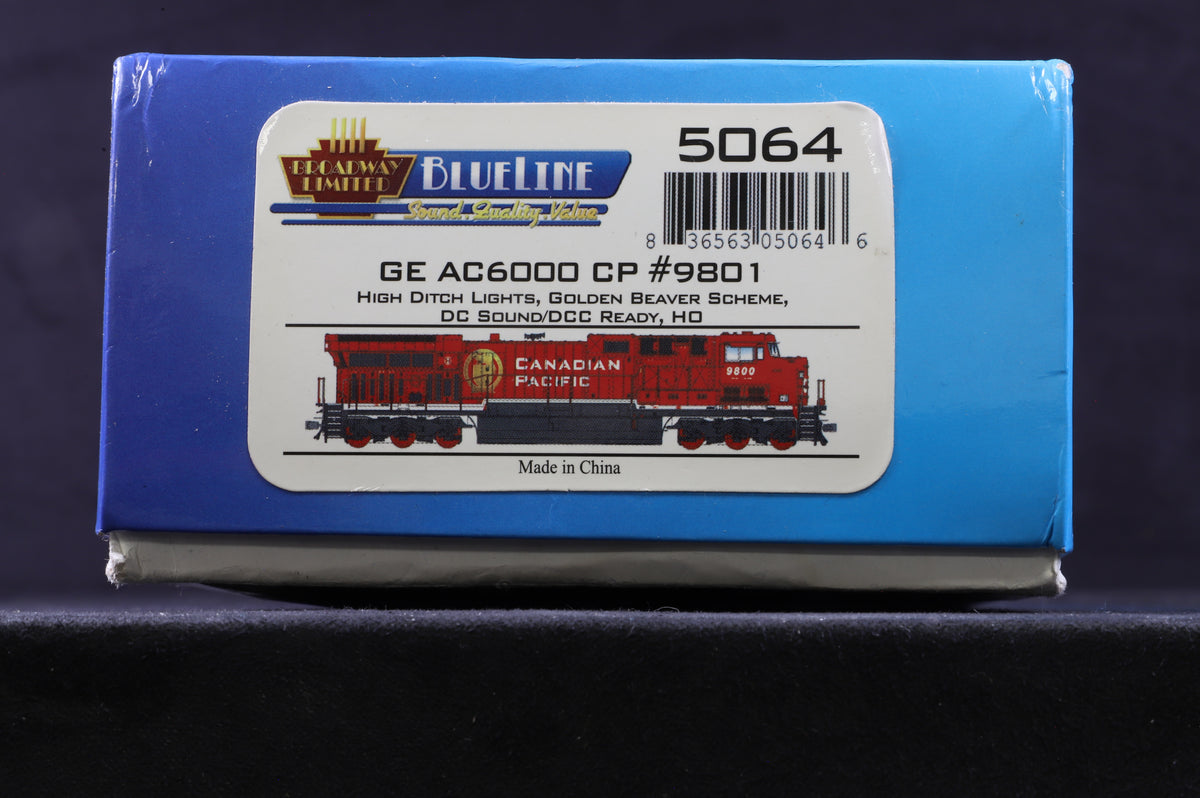 BROADWAY
LIMITED
BLUELINE
Sound. Quality. Value
5064
8 36563 05064 6
GE AC6000 CP #9801
HIGH DITCH LIGHTS, GOLDEN BEAVER SCHEME,
DC SOUND/DCC READY, HO
CANADIAN
PACIFIC
9800
Made in China